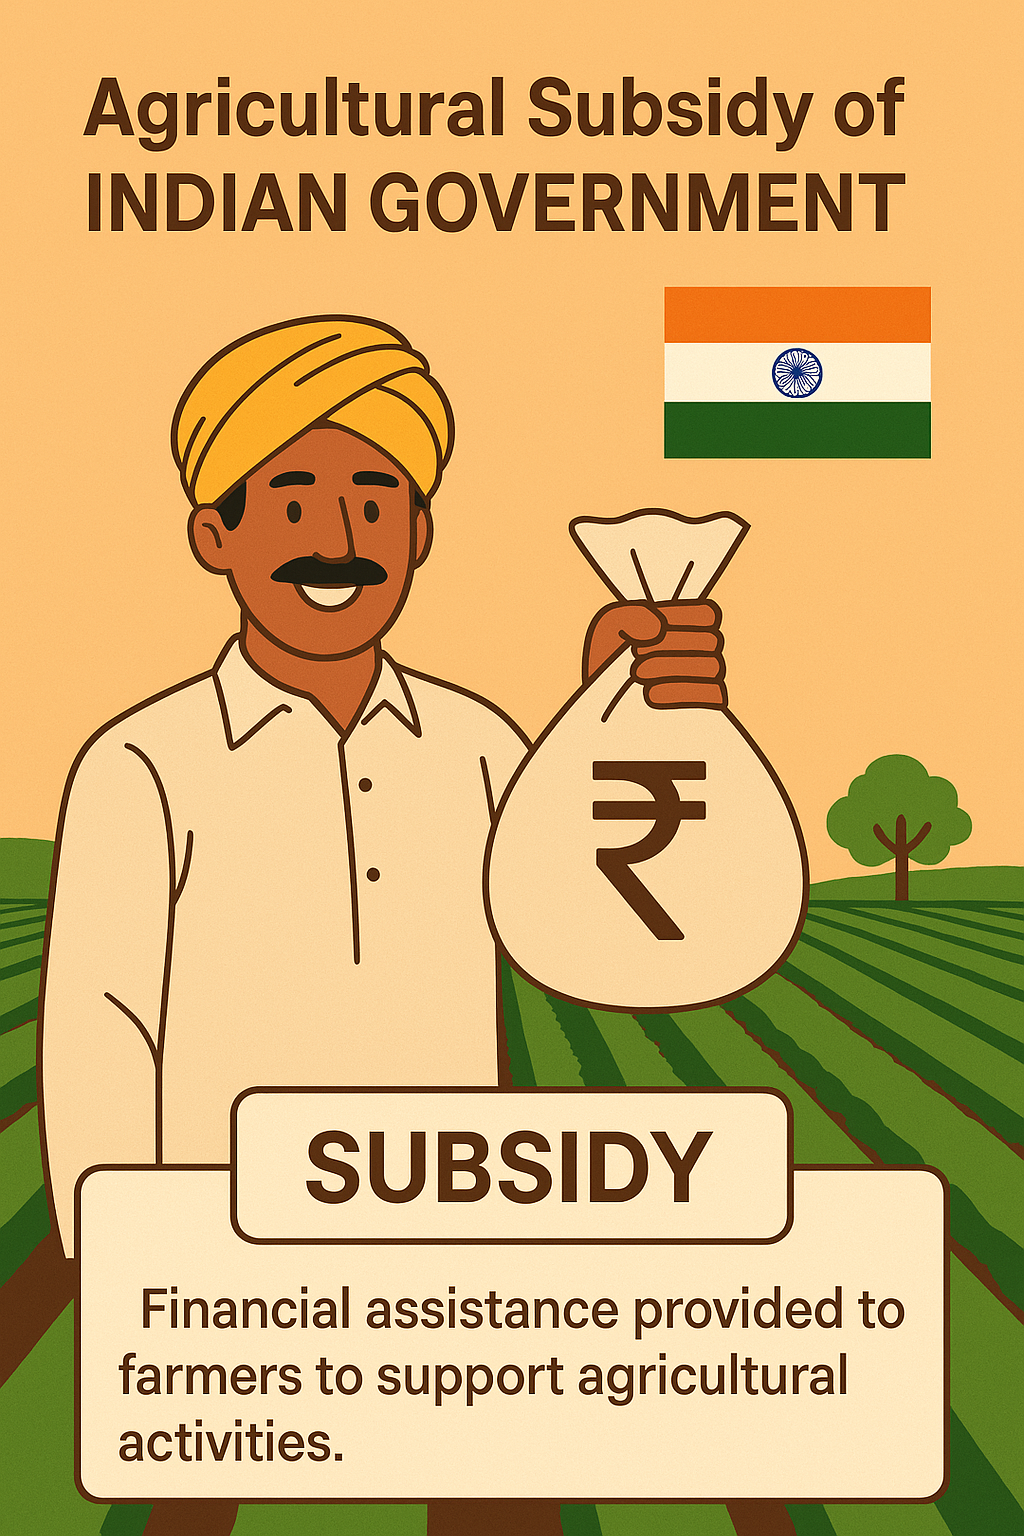 Agricultural Subsidy of
INDIAN GOVERNMENT
₹
SUBSIDY
Financial assistance provided to
farmers to support agricultural
activities.